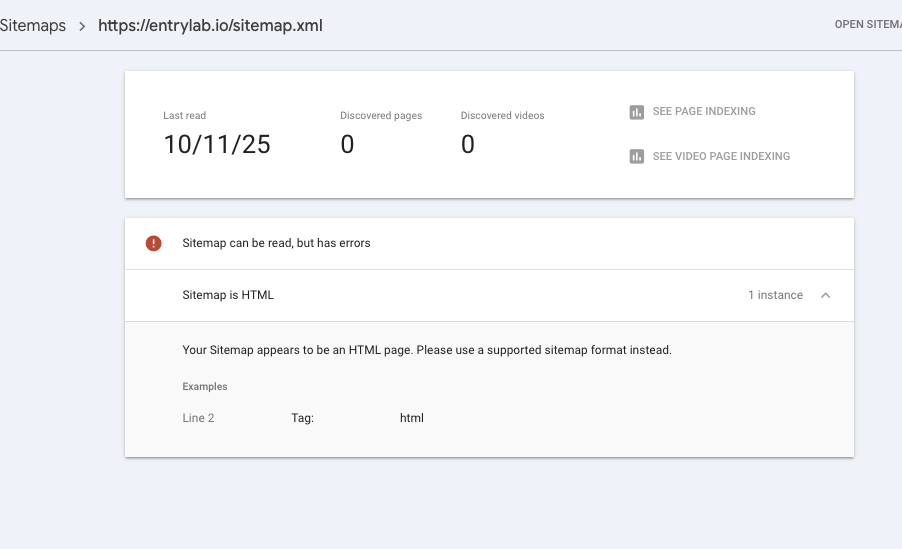 Sitemaps > https://entrylab.io/sitemap.xml OPEN SITEMA
Last read Discovered pages Discovered videos SEE PAGE INDEXING
10/11/25 0 0
SEE VIDEO PAGE INDEXING
Sitemap can be read, but has errors
Sitemap is HTML 1 instance
Your Sitemap appears to be an HTML page. Please use a supported sitemap format instead.
Examples
Line 2 Tag: html